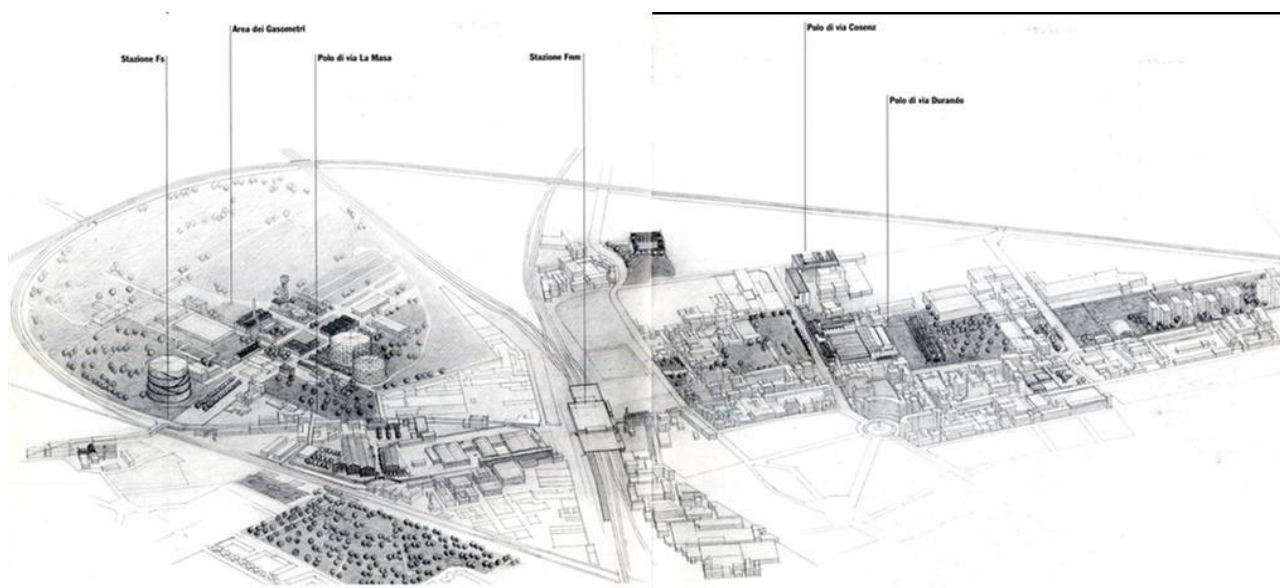 Area dei Gasometri
Polo di via Cosenz
Stazione Fs
Polo di via La Masa
Stazione Fnm
Polo di via Durando